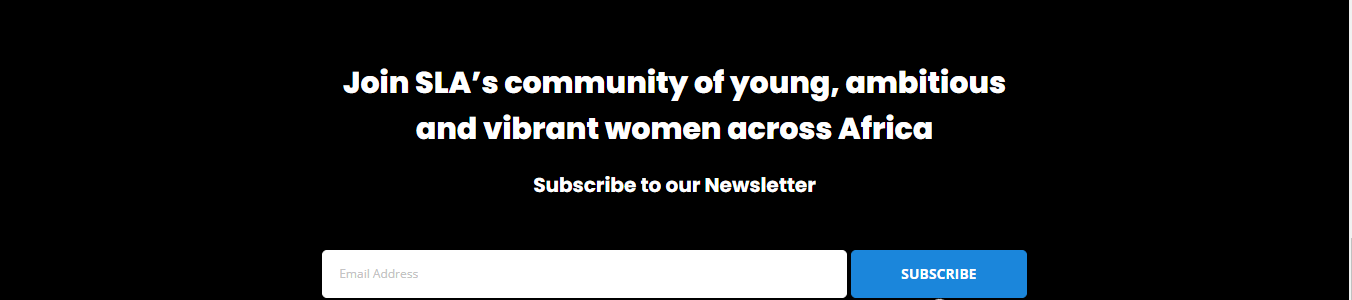 Join SLA’s community of young, ambitious
and vibrant women across Africa
Subscribe to our Newsletter
Email Address
SUBSCRIBE